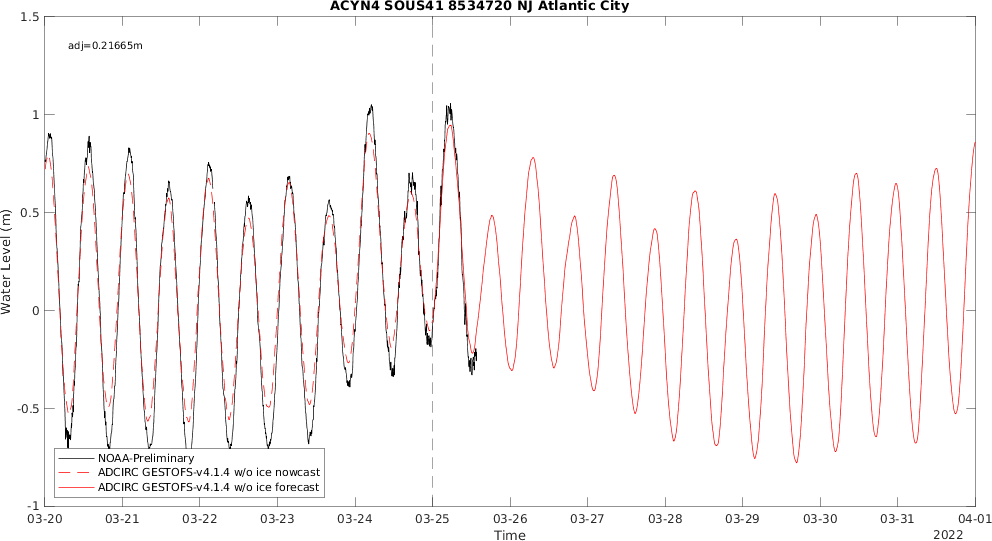 ACYN4 SOUS41 8534720 NJ Atlantic City
adj=0.21665m
1.5
1
0.5
0
-0.5
-1
Water Level (m)
NOAA-Preliminary
ADCIRC GESTOFS-v4.1.4 w/o ice nowcast
ADCIRC GESTOFS-v4.1.4 w/o ice forecast
03-20 03-21 03-22 03-23 03-24 03-25 03-26 03-27 03-28 03-29 03-30 03-31 04-01
Time
2022